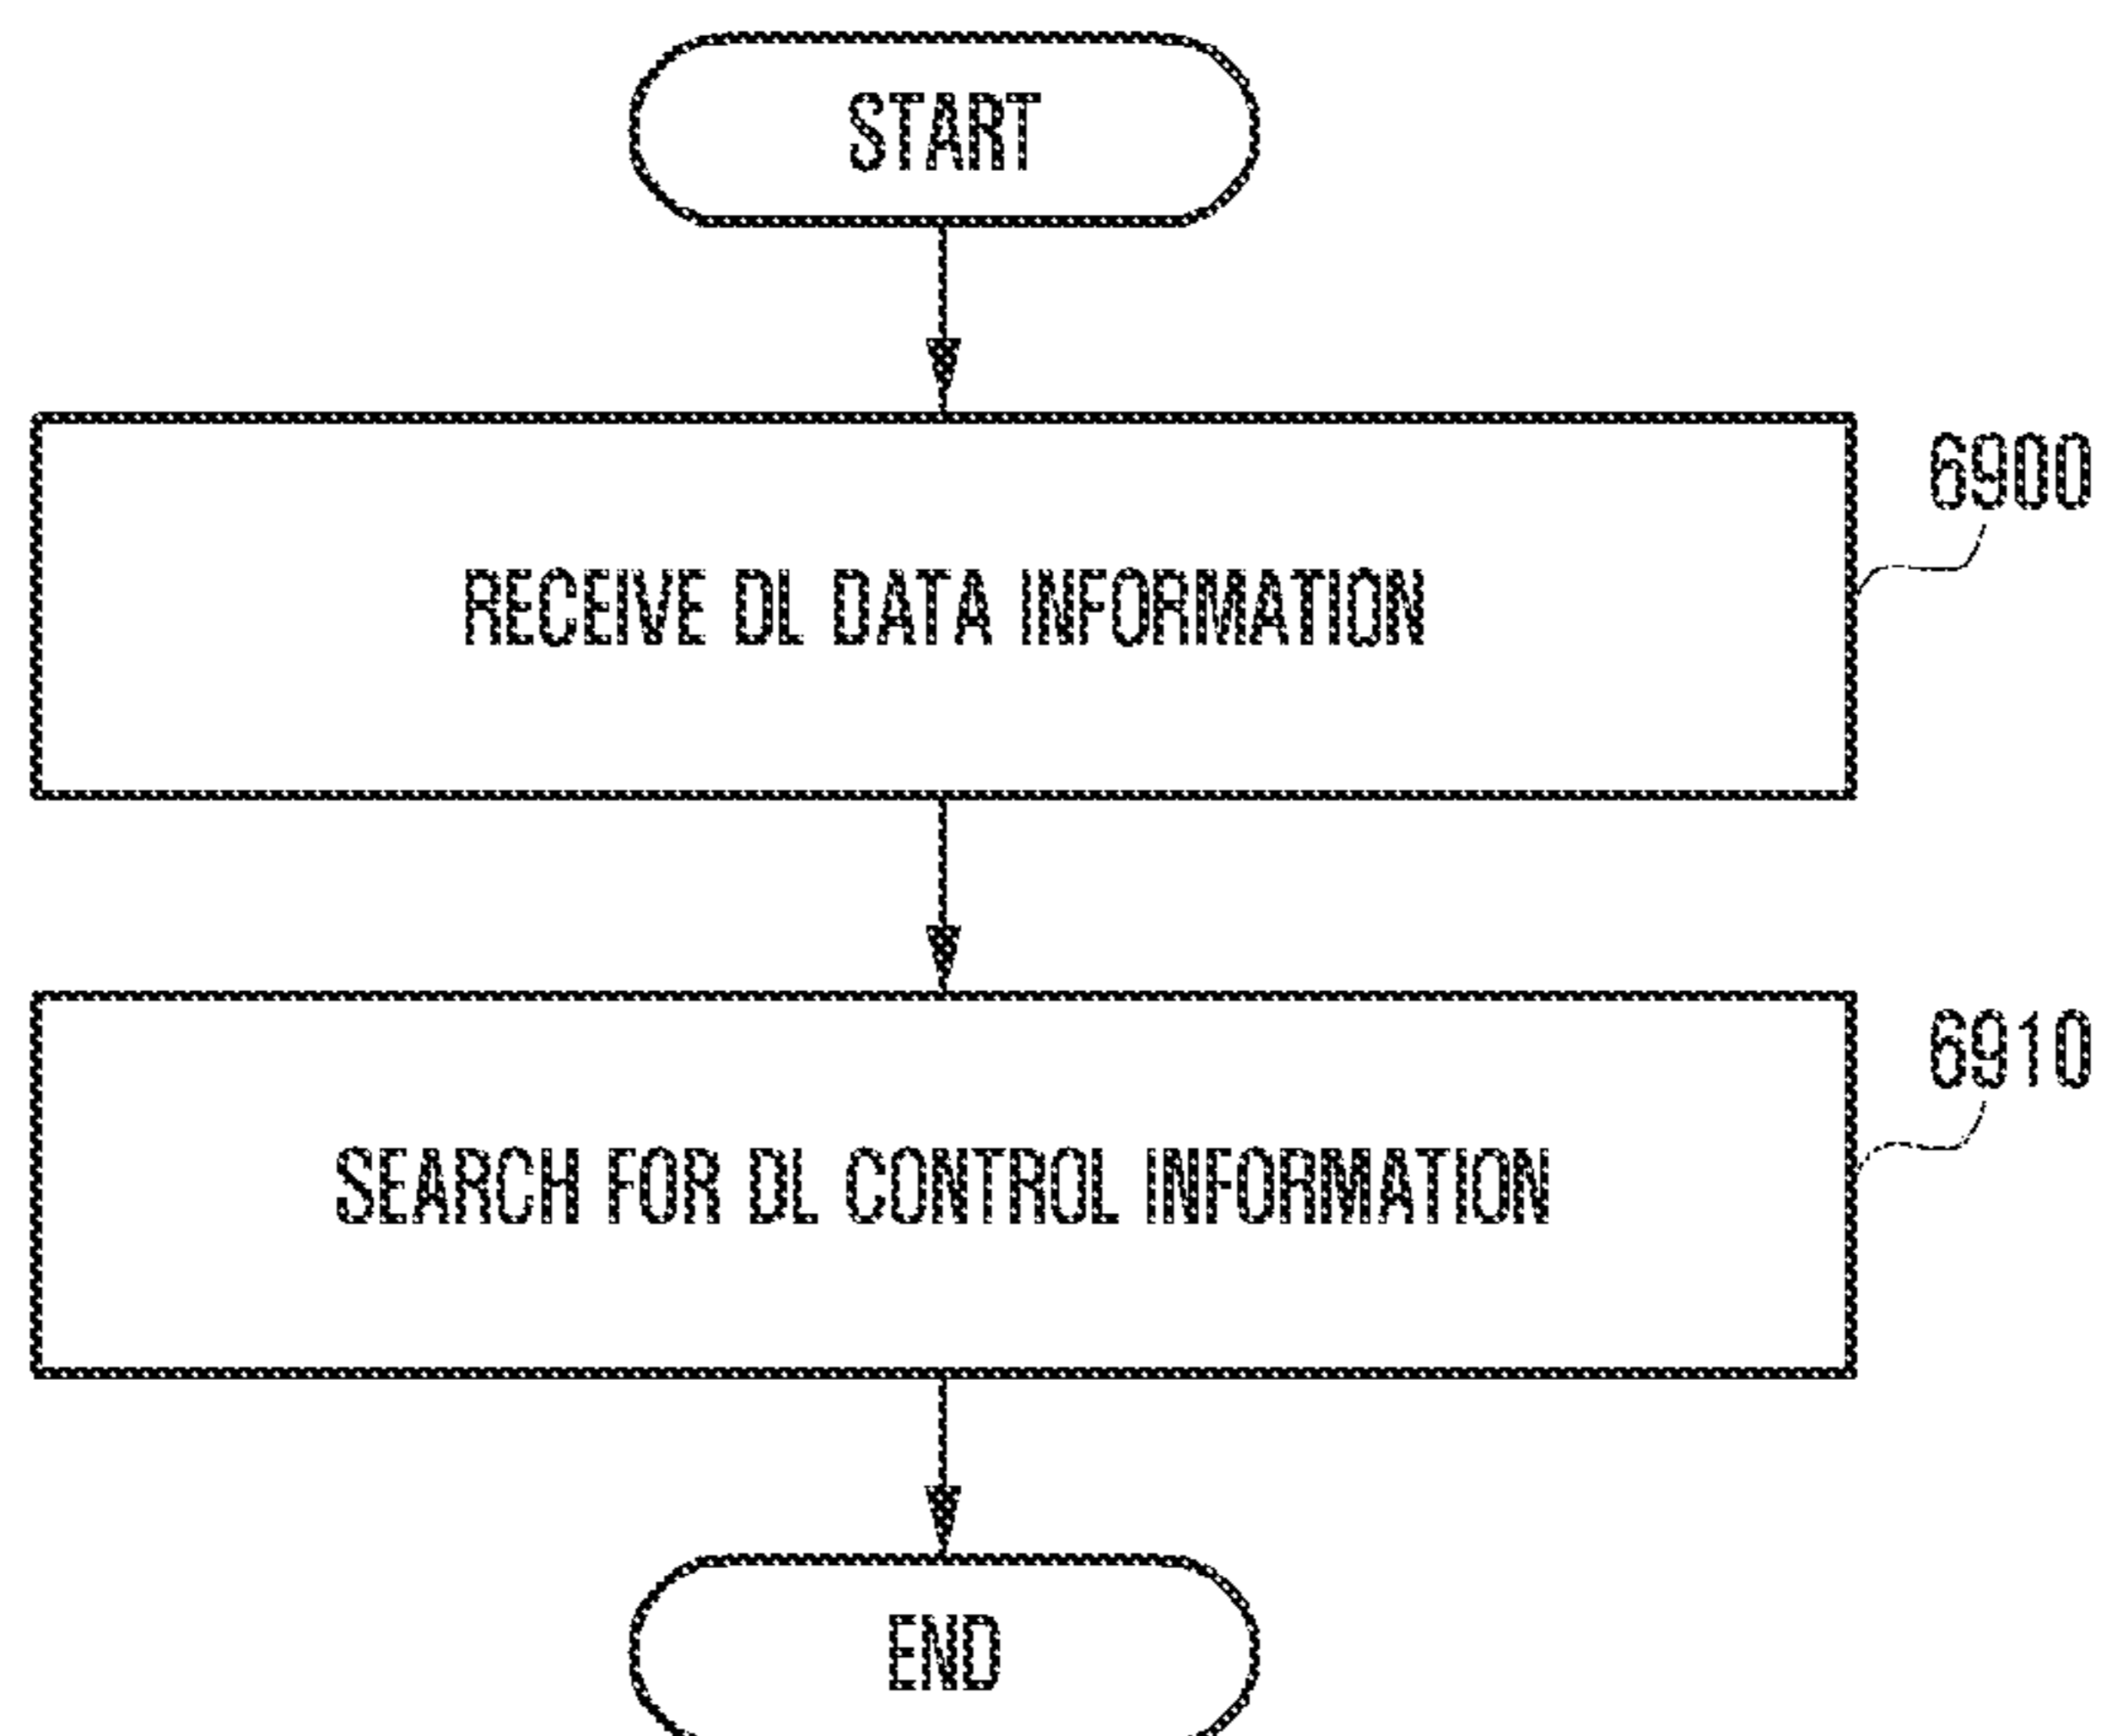 START
RECEIVE DL DATA INFORMATION
6900
SEARCH FOR DL CONTROL INFORMATION
6910
END